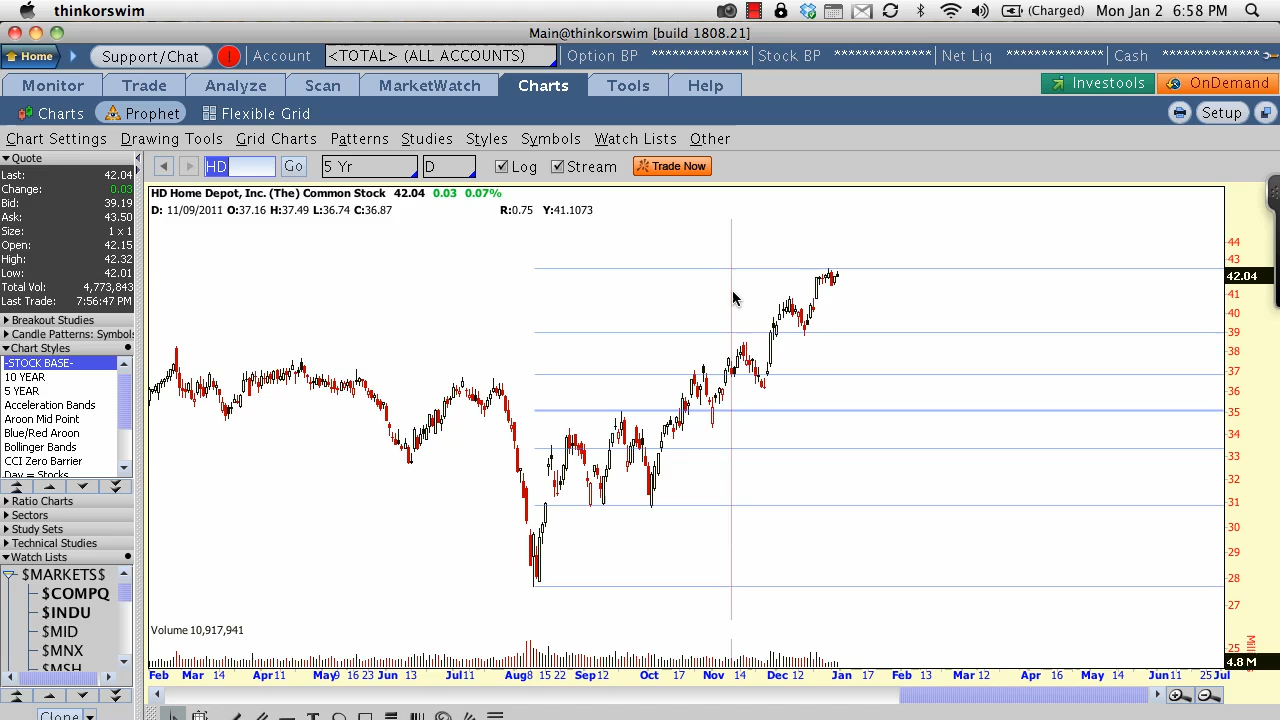 thinkorswim (Charged) Mon Jan 2 6:58 PM
Main@thinkorswim [build 1808.21]
Home Support/Chat ! Account <TOTAL> (ALL ACCOUNTS) Option BP ************** Stock BP ************** Net Liq ************** Cash **************
Monitor Trade Analyze Scan MarketWatch Charts Tools Help Investools OnDemand
Charts Prophet Flexible Grid Setup
Chart Settings Drawing Tools Grid Charts Patterns Studies Styles Symbols Watch Lists Other
Quote
Last: 42.04
Change: 0.03
Bid: 39.19
Ask: 43.50
Size: 1 x 1
Open: 42.15
High: 42.32
Low: 42.01
Total Vol: 4,773,843
Last Trade: 7:56:47 PM
Breakout Studies
Candle Patterns: Symbols
Chart Styles
-STOCK BASE-
10 YEAR
5 YEAR
Acceleration Bands
Aroon Mid Point
Blue/Red Aroon
Bollinger Bands
CCI Zero Barrier
Day = Stocks
Ratio Charts
Sectors
Study Sets
Technical Studies
Watch Lists
$MARKETS$
$COMPQ
$INDU
$MID
$MNX
$MSH
Clone
HD Go 5 Yr D Log Stream Trade Now
HD Home Depot, Inc. (The) Common Stock 42.04 0.03 0.07%
D: 11/09/2011 O:37.16 H:37.49 L:36.74 C:36.87 R:0.75 Y:41.1073
44
43
42.04
41
40
39
38
37
36
35
34
33
32
31
30
29
28
27
25
Volume 10,917,941
4.8 M
Feb Mar 14 Apr 11 May 9 16 23 Jun Jul 11 Aug 8 15 22 Sep 12 Oct 17 Nov 14 Dec 12 Jan 17 Feb 13 Mar 12 Apr 16 May 14 Jun 11 25 Jul